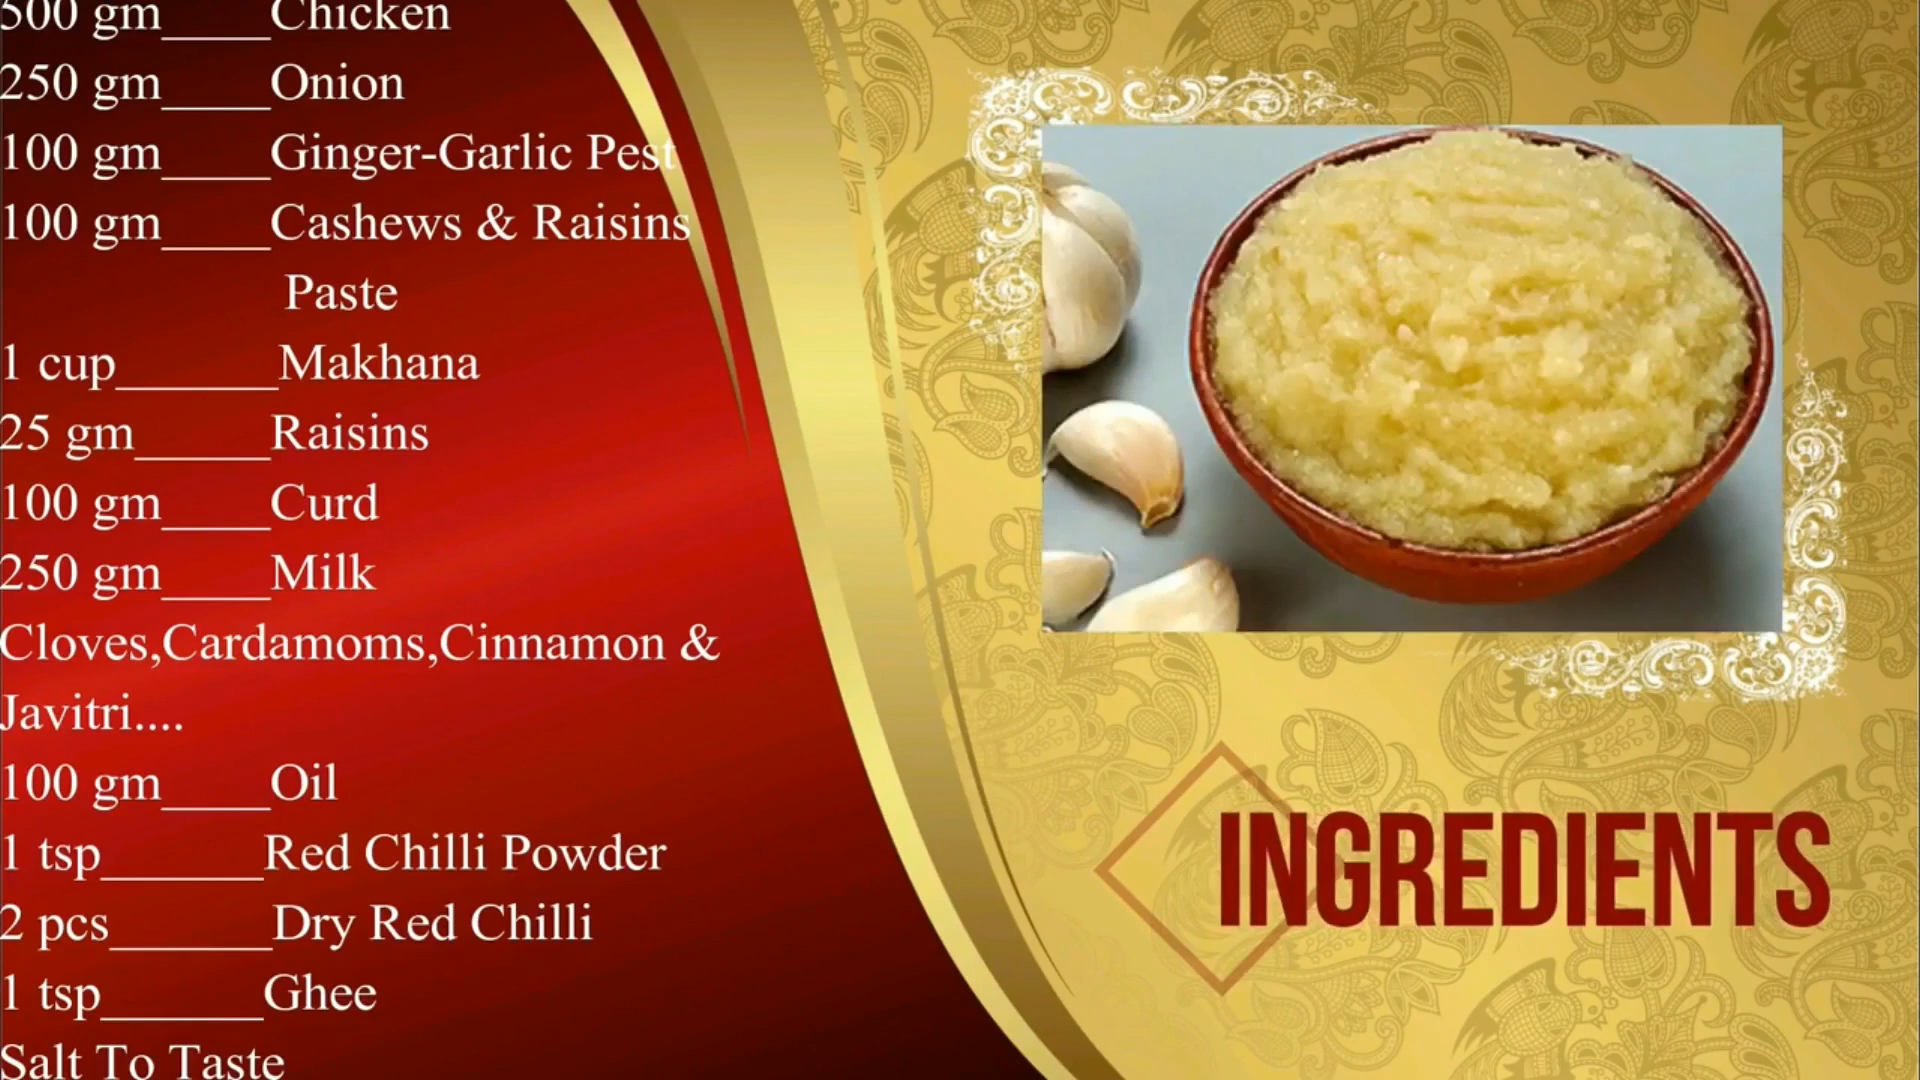 500 gm_____Chicken
250 gm_____Onion
100 gm_____Ginger-Garlic Pest
100 gm_____Cashews & Raisins
Paste
1 cup_______Makhana
25 gm______Raisins
100 gm_____Curd
250 gm_____Milk
Cloves,Cardamoms,Cinnamon &
Javitri....
100 gm_____Oil
1 tsp_______Red Chilli Powder
2 pcs_______Dry Red Chilli
1 tsp_______Ghee
Salt To Taste
INGREDIENTS